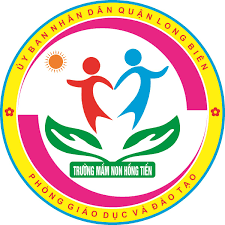 ỦY BAN NHÂN DÂN QUẬN LONG BIÊN
TRƯỜNG MẦM NON HỒNG TIẾN
PHÒNG GIÁO DỤC VÀ ĐÀO TẠO